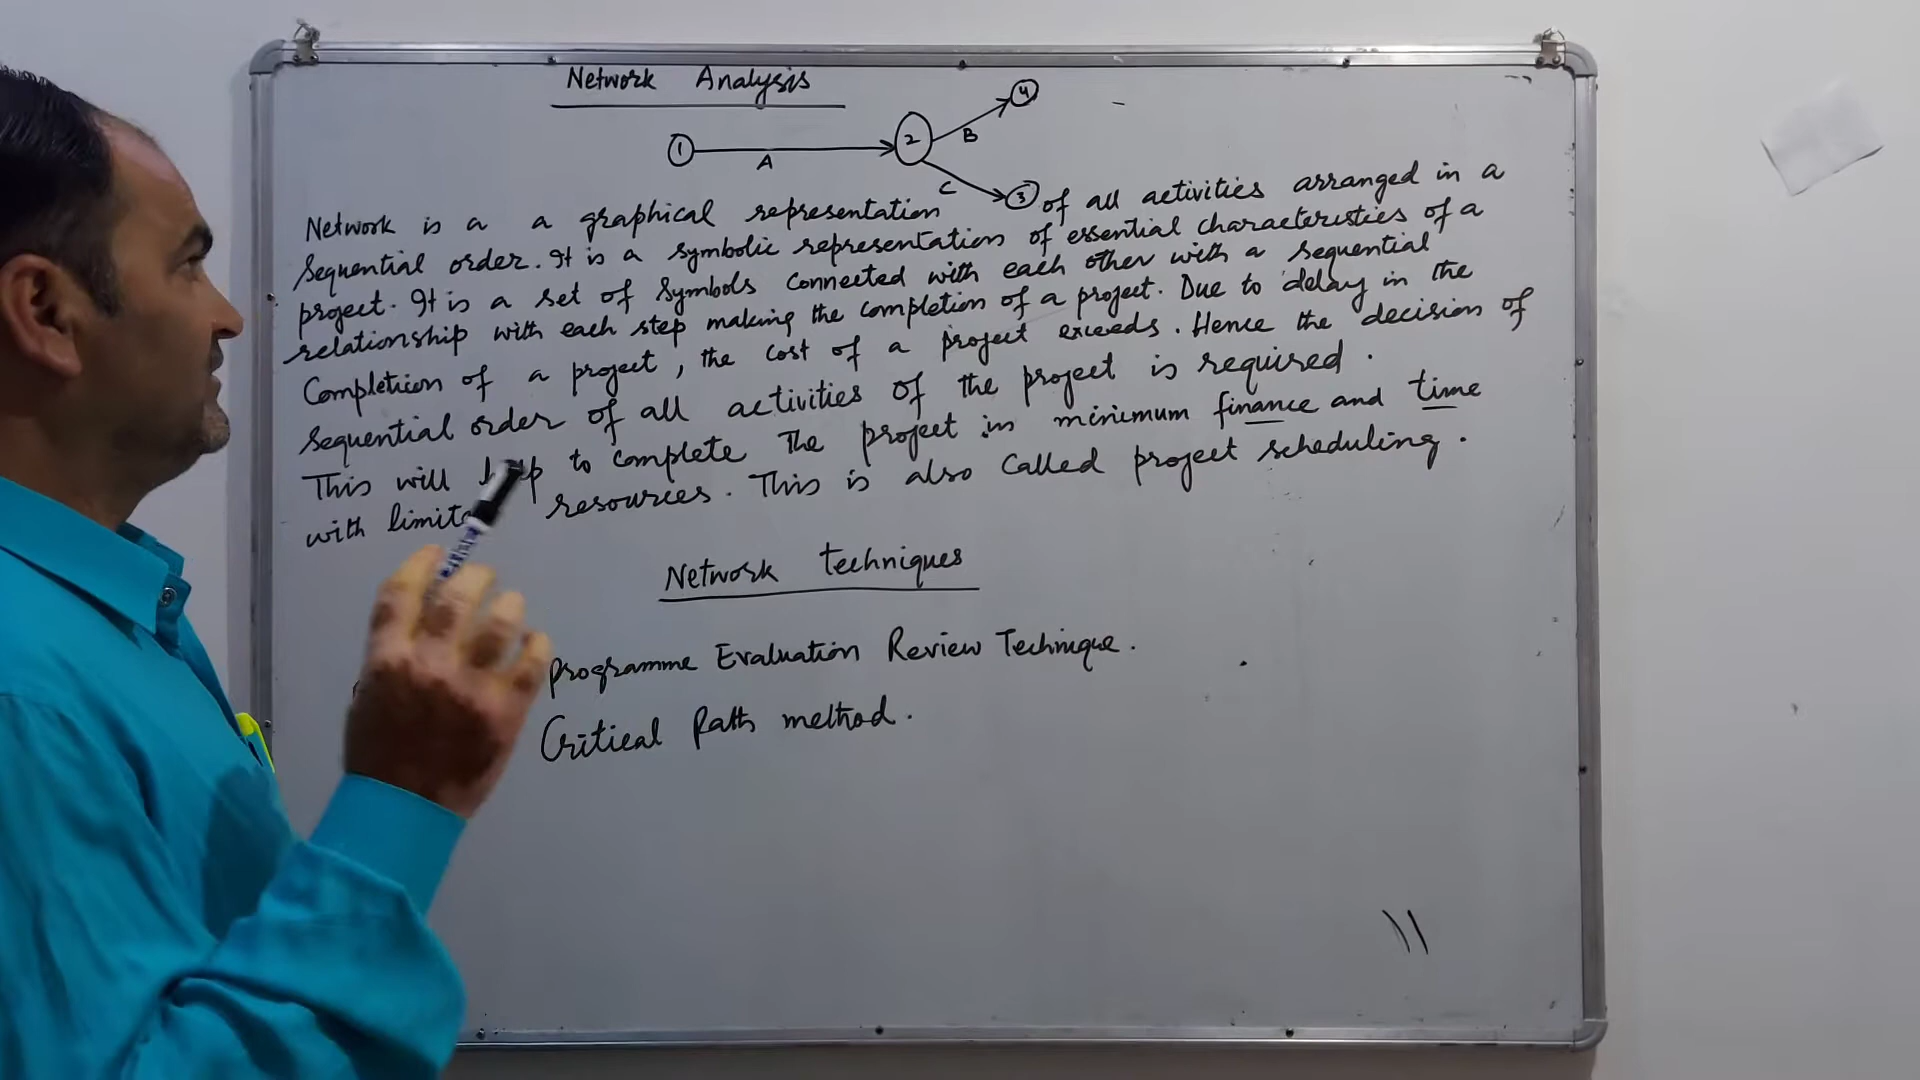 Network Analysis
1 A 2 B 4
C 3
Network is a a graphical representation of all activities arranged in a
Sequential order. It is a symbolic representation of essential characteristics of a
project. It is a set of symbols connected with each other with a sequential
relationship with each step making the completion of a project. Due to delay in the
Completion of a project, the cost of a project exceeds. Hence the decision of
Sequential order of all activities of the project is required.
This will to complete the project in minimum finance and time
with resources. This is also called project scheduling.
Network techniques
programme Evaluation Review Technique.
Critical Path method.